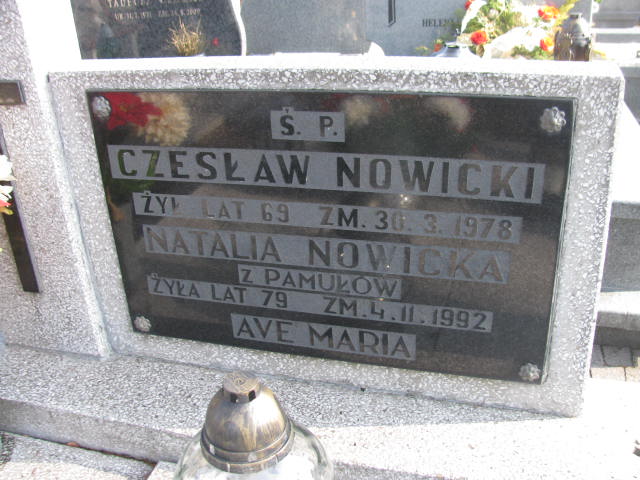 Ś. P.
CZESŁAW NOWICKI
ŻYŁ LAT 69 ZM. 30. 3. 1978
NATALIA NOWICKA
Z PAMUŁÓW
ŻYŁA LAT 79 ZM. 4. 11. 1992
AVE MARIA